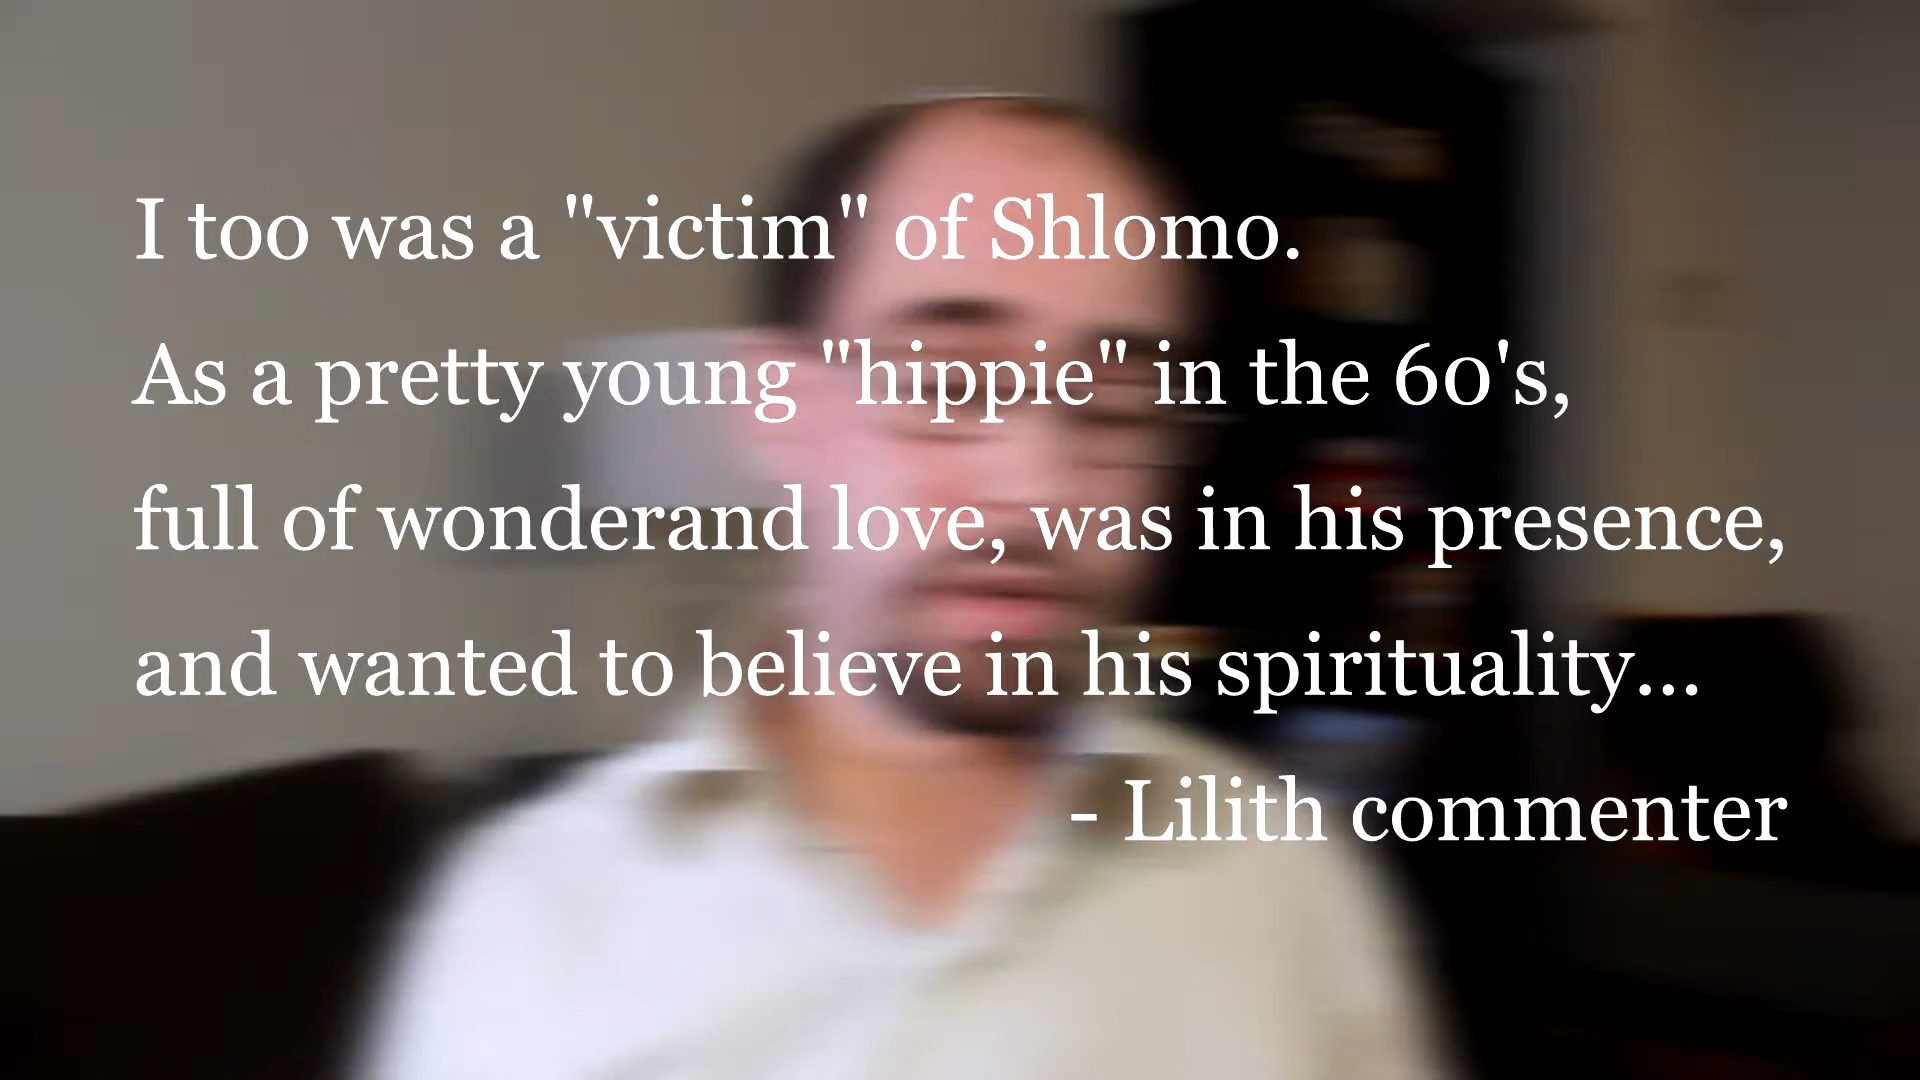 I too was a "victim" of Shlomo.
As a pretty young "hippie" in the 60's,
full of wonderand love, was in his presence,
and wanted to believe in his spirituality...
- Lilith commenter